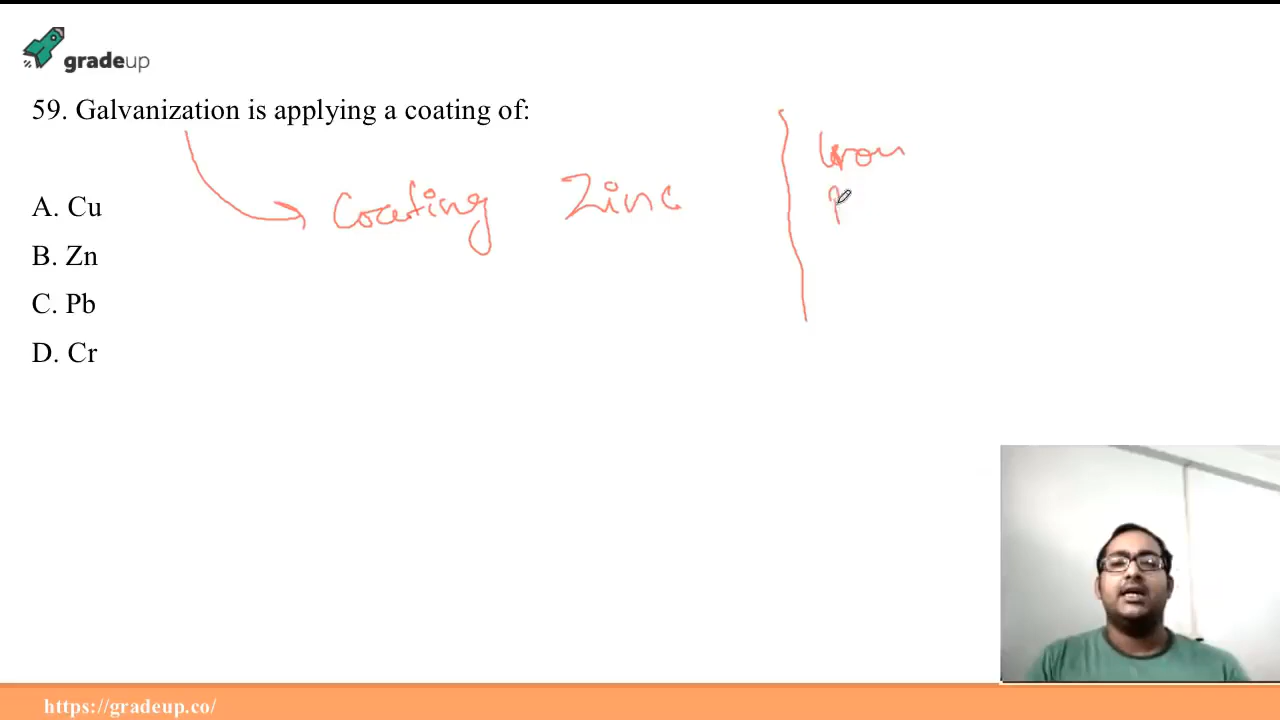 gradeup
59. Galvanization is applying a coating of:
Coating Zinc
Iron
A. Cu
B. Zn
C. Pb
D. Cr
https://gradeup.co/